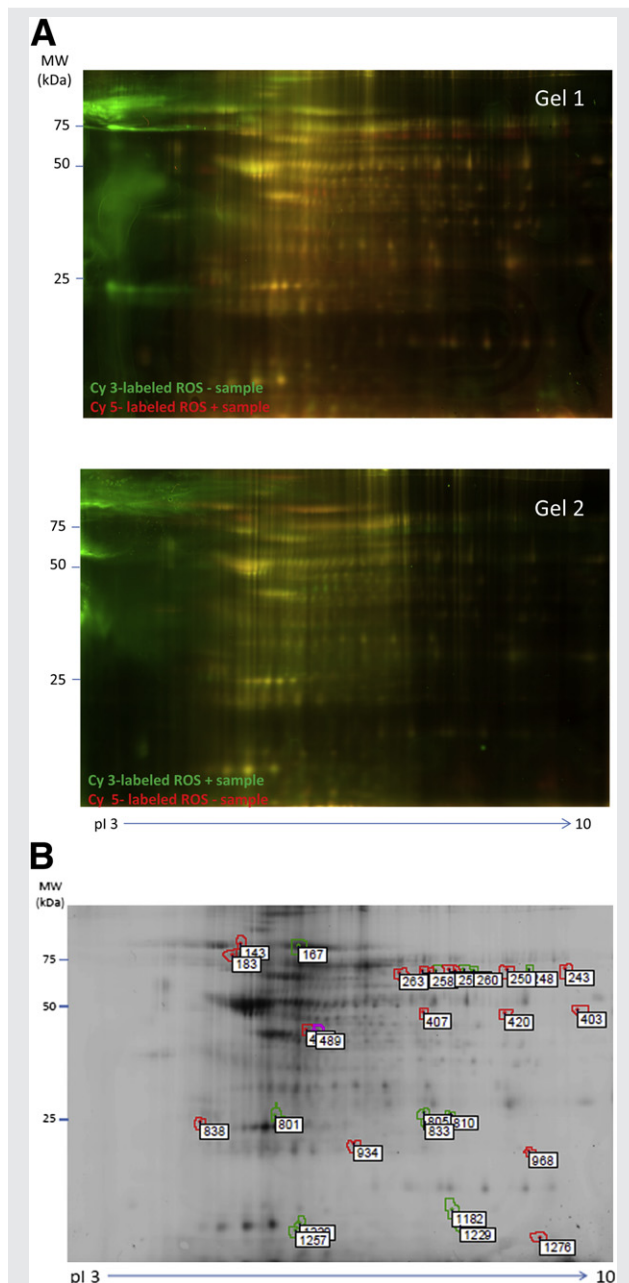 A
MW
(kDa)
Gel 1
75
50
25
Cy 3-labeled ROS - sample
Cy 5- labeled ROS + sample
Gel 2
75
50
25
Cy 3-labeled ROS + sample
Cy 5- labeled ROS - sample
pI 3 10
B
MW
(kDa)
143 167
183
75
263 258 260 250 243
50
407 420 403
489
25
838 801 805 810
833
934 968
1182
1257 1229 1276
pI 3 10